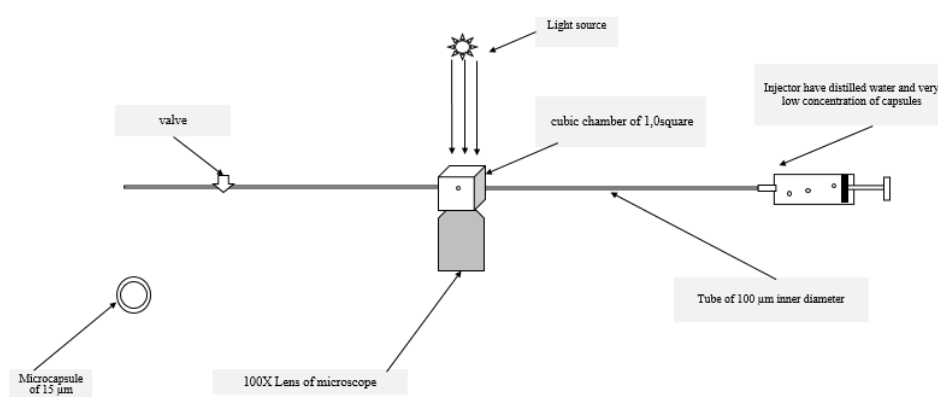 Light source
Injector have distilled water and very
low concentration of capsules
valve
cubic chamber of 1,0square
Tube of 100 µm inner diameter
Microcapsule
of 15 µm
100X Lens of microscope